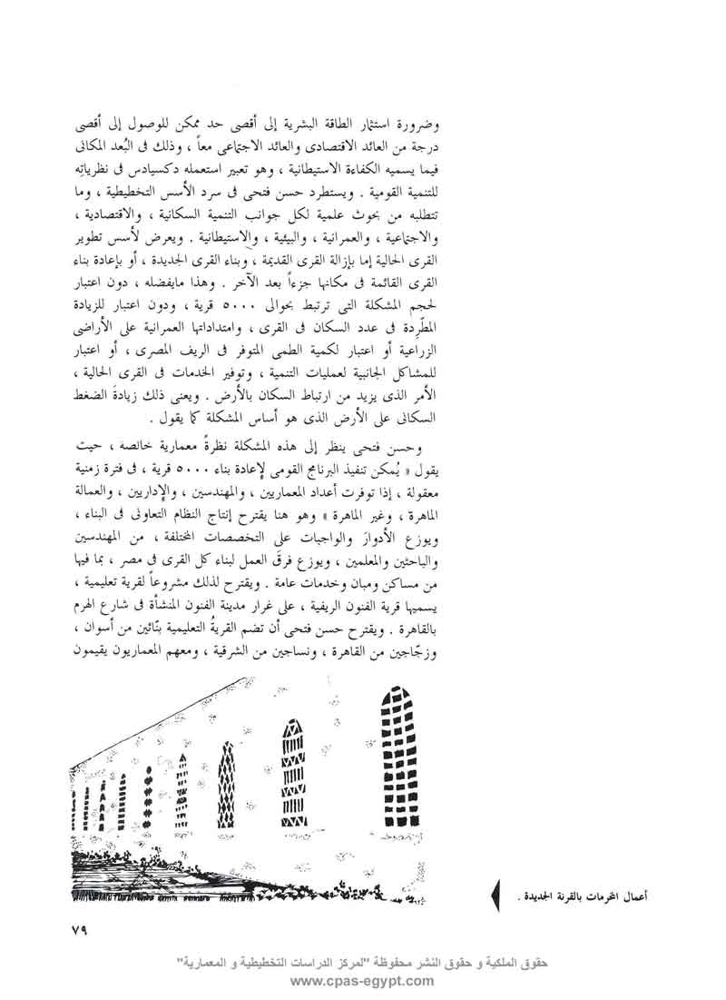 وضرورة استثمار الطاقة البشرية إلى أقصى حد ممكن للوصول إلى أقصى
درجة من العائد الاقتصادى والعائد الاجتماعى معاً ، وذلك فى البُعد المكانى
فيما يسميه الكفاءة الاستيطانية ، وهو تعبير استعمله دكسيادس فى نظرياتِه
للتنمية القومية . ويستطرد حسن فتحى فى سرد الأسس التخطيطية ، وما
تتطلبه من بحوث علمية لكل جوانب التنمية السكانية ، والاقتصادية ،
والاجتماعية ، والعمرانية ، والبيئية ، والاستيطانية . ويعرض لأسس تطوير
القرى الحالية إما بإزالة القرى القديمة ، وبناء القرى الجديدة ، أو بإعادة بناء
القرى القائمة فى مكانها جزءاً بعد الآخر . وهذا مايفضله ، دون اعتبار
لحجم المشكلة التى ترتبط بحوالى ٥٠٠٠ قرية ، ودون اعتبار للزيادة
المطَّرِدة فى عدد السكان فى القرى ، وامتداداتها العمرانية على الأراضى
الزراعية أو اعتبار لكمية الطمى المتوفر فى الريف المصرى ، أو اعتبار
للمشاكل الجانبية لعمليات التنمية ، وتوفير الخدمات فى القرى الحالية ،
الأمر الذى يزيد من ارتباط السكان بالأرض . ويعنى ذلك زيادةَ الضغط
السكانى على الأرض الذى هو أساس المشكلة كما يقول .
وحسن فتحى ينظر إلى هذه المشكلة نظرةً معمارية خالصة ، حيث
يقول « يُمكن تنفيذ البرنامج القومى لإعادة بناء ٥٠٠٠ قرية ، فى فترة زمنية
معقولة ، إذا توفرت أعداد المعماريين ، والمهندسين ، والإداريين ، والعمالة
الماهرة ، وغير الماهرة » وهو هنا يقترح إنتاج النظام التعاونى فى البناء ،
ويوزع الأدوارَ والواجبات على التخصصات المختلفة ، من المهندسين
والباحثين والمعلمين ، ويوزع فرقَ العمل لبناء كل القرى فى مصر ، بما فيها
من مساكن ومبان وخدمات عامة . ويقترح لذلك مشروعاً لقرية تعليمية ،
يسميها قرية الفنون الريفية ، على غرار مدينة الفنون المنشأة فى شارع الهرم
بالقاهرة . ويقترح حسن فتحى أن تضم القريةُ التعليمية بنّائين من أسوان ،
وزجّاجين من القاهرة ، ونساجين من الشرقية ، ومعهم المعماريون يقيمون
أعمال المخرمات بالقرنة الجديدة .
٧٩
حقوق الملكية و حقوق النشر محفوظة "لمركز الدراسات التخطيطية و المعمارية"
www.cpas-egypt.com